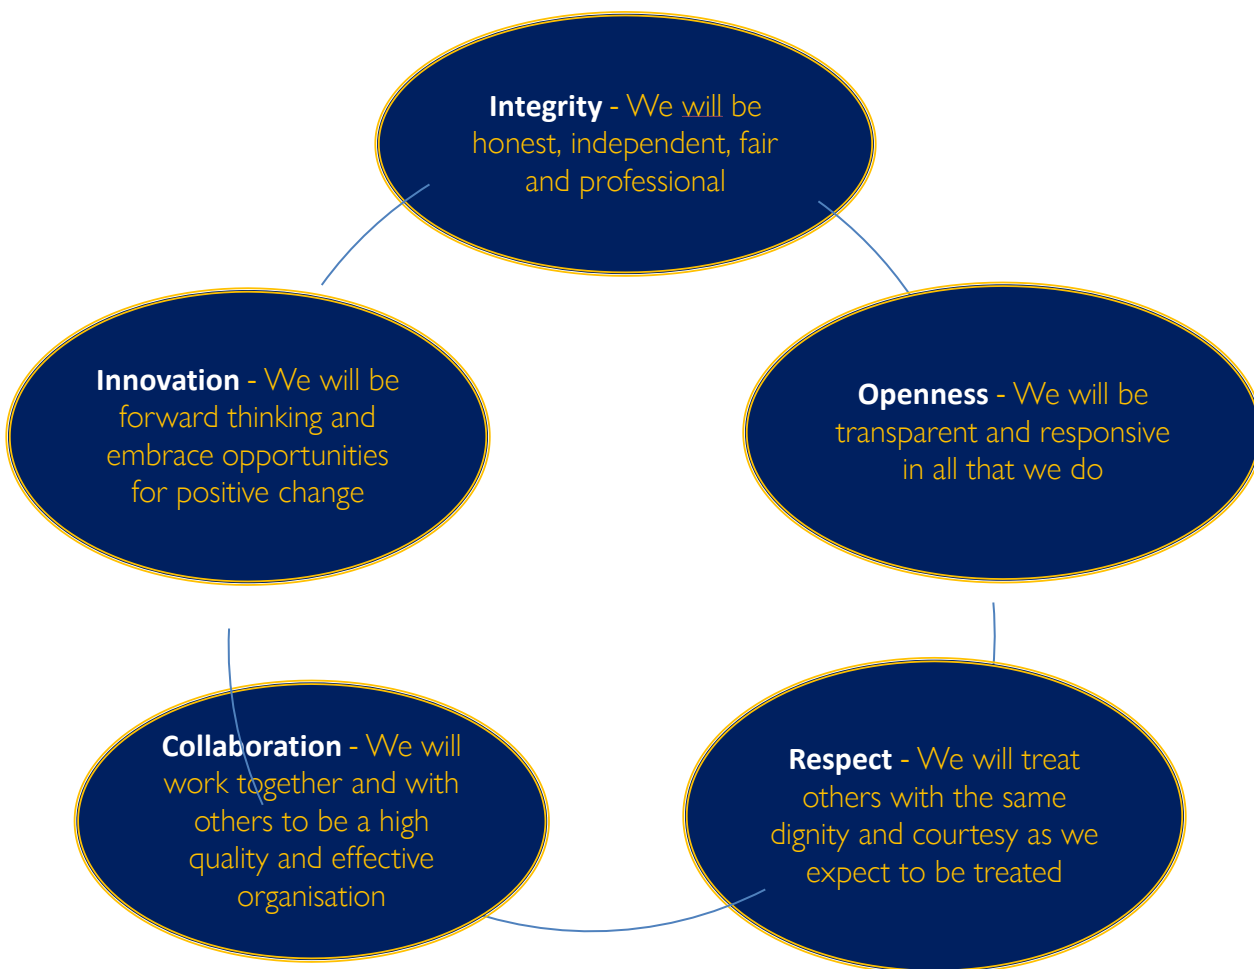 Integrity - We will be
honest, independent, fair
and professional
Innovation - We will be
forward thinking and
embrace opportunities
for positive change
Openness - We will be
transparent and responsive
in all that we do
Collaboration - We will
work together and with
others to be a high
quality and effective
organisation
Respect - We will treat
others with the same
dignity and courtesy as we
expect to be treated